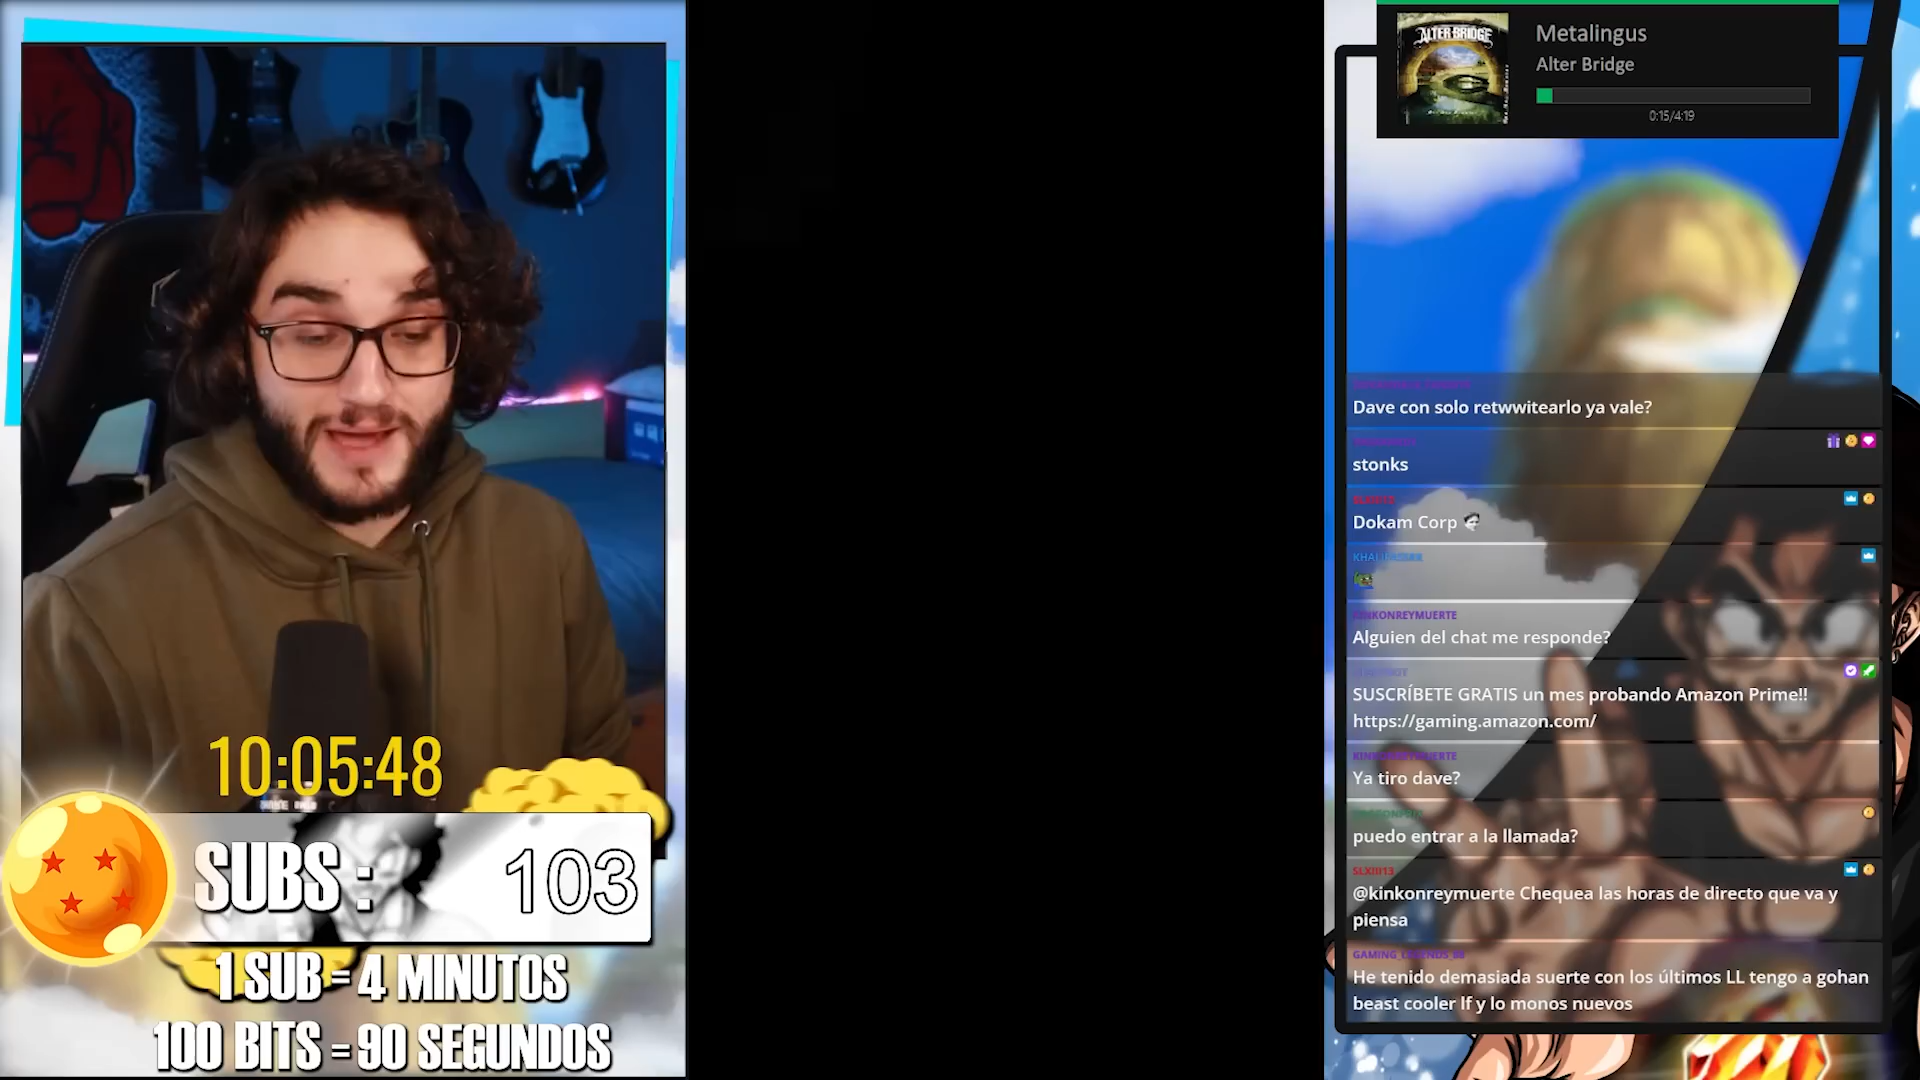 10:05:48
SUBS :
103
1 SUB = 4 MINUTOS
100 BITS = 90 SEGUNDOS
ALTER BRIDGE
Metalingus
Alter Bridge
0:15/4:19
Dave con solo retwwitearlo ya vale?
stonks
Dokam Corp
KINKONREYMUERTE
Alguien del chat me responde?
SUSCRÍBETE GRATIS un mes probando Amazon Prime!!
https://gaming.amazon.com/
KINKONREYMUERTE
Ya tiro dave?
puedo entrar a la llamada?
SLXIII13
@kinkonreymuerte Chequea las horas de directo que va y
piensa
He tenido demasiada suerte con los últimos LL tengo a gohan
beast cooler lf y lo monos nuevos